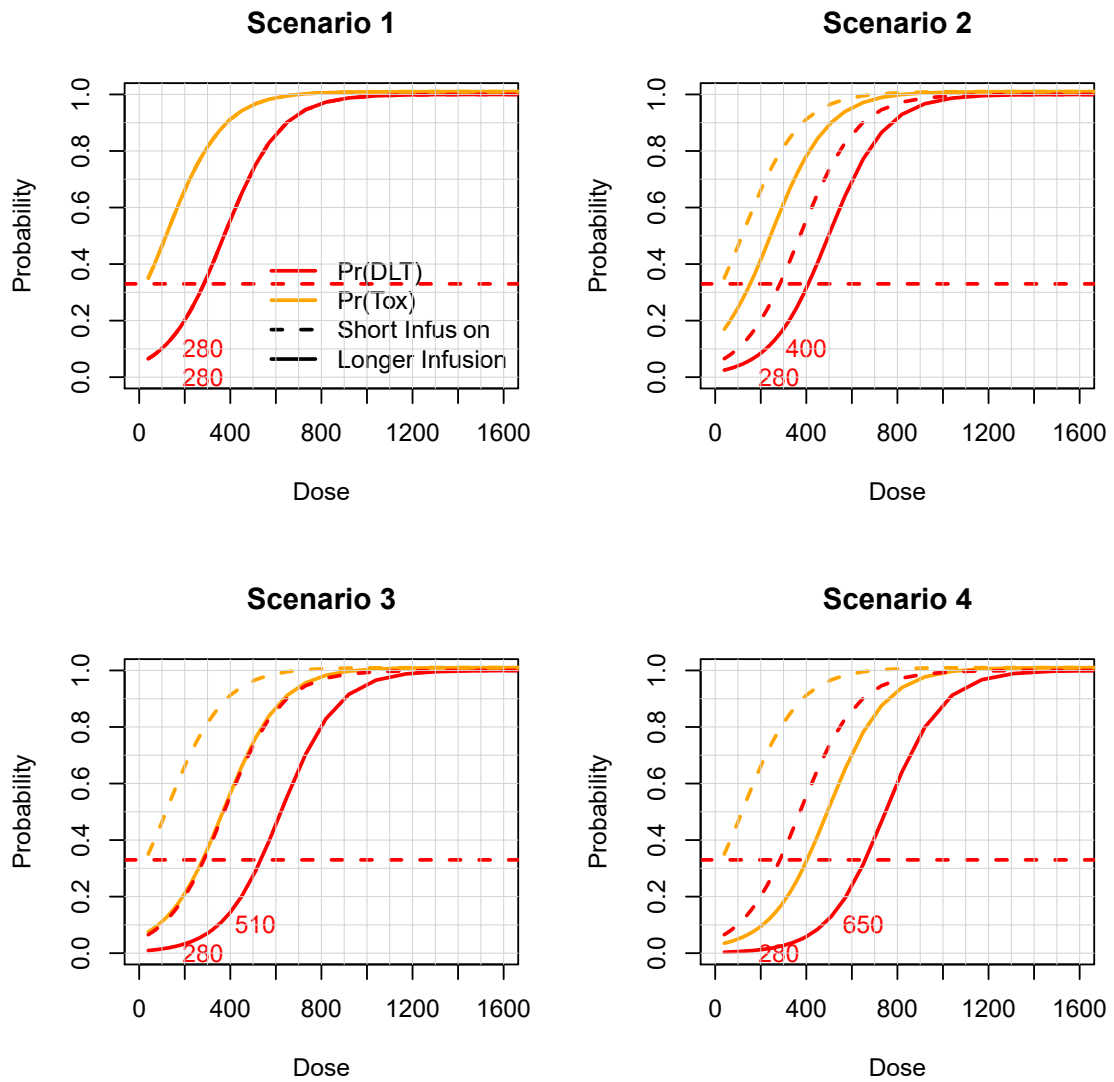 Scenario 1
Probability
0.0 0.2 0.4 0.6 0.8 1.0
Pr(DLT)
Pr(Tox)
Short Infusion
Longer Infusion
280
280
0 400 800 1200 1600
Dose
Scenario 2
Probability
0.0 0.2 0.4 0.6 0.8 1.0
400
280
0 400 800 1200 1600
Dose
Scenario 3
Probability
0.0 0.2 0.4 0.6 0.8 1.0
510
280
0 400 800 1200 1600
Dose
Scenario 4
Probability
0.0 0.2 0.4 0.6 0.8 1.0
650
280
0 400 800 1200 1600
Dose